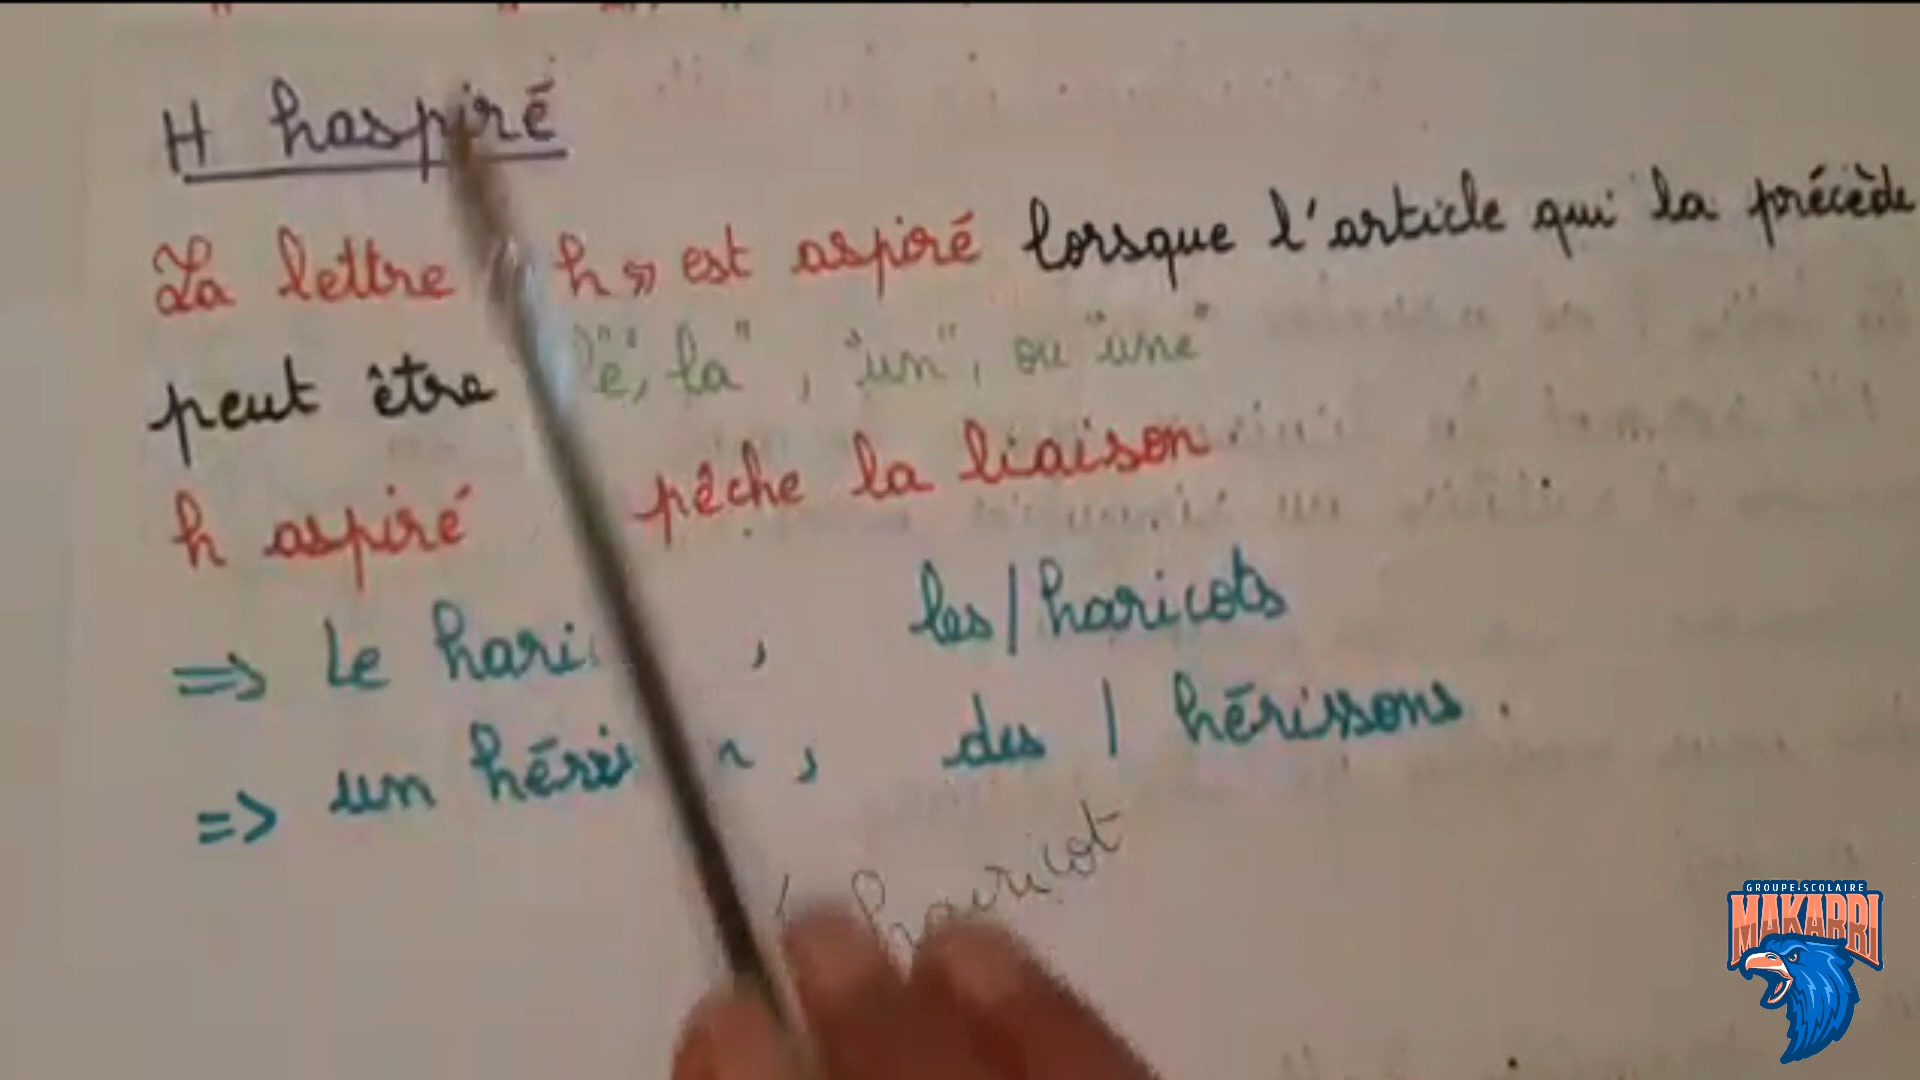 H haspiré
La lettre h» est aspiré lorsque l'article qui la précède
peut être "le", la", "un", ou "une"
h aspiré pêche la liaison
=> Le hari , les/haricots
=> un héris n, des | hérissons.
haricot
GROUPE-SCOLAIRE
MAKARRI